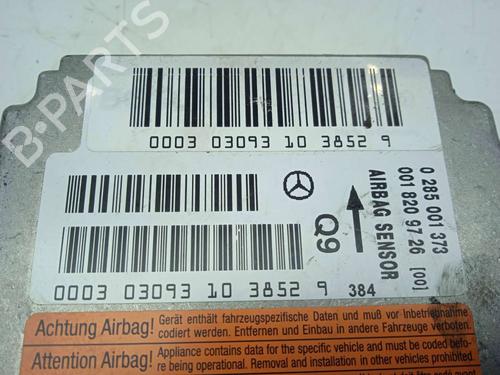 B-PARTS
0003 03093 10 3852 9
0 285 001 373
001 820 97 26 [00]
AIRBAG SENSOR
Q9
0003 03093 10 3852 9 384
Achtung Airbag! Gerät enthält fahrzeugspezifische Daten und muß vor Inbetriebnahme
codiert werden. Entfernen und Einbau in andere Fahrzeuge verboten.
Attention Airbag! Appliance contains data for the specific vehicle and must be coded befo-
re being operational. Removal and installation in other vehicles prohibited.